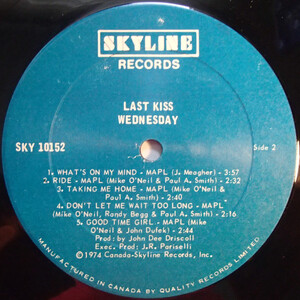 SKYLINE
RECORDS
LAST KISS
WEDNESDAY
SKY 10152
Side 2
1. WHAT'S ON MY MIND - MAPL (J. Meagher) - 3:57
2. RIDE - MAPL (Mike O'Neil & Paul A. Smith) - 2:32
3. TAKING ME HOME - MAPL (Mike O'Neil &
Paul A. Smith) - 2:32
4. DON'T LET ME WAIT TOO LONG - MAPL
(Mike O'Neil, Randy Begg & Paul A. Smith) - 2:16
5. GOOD TIME GIRL - MAPL (Mike
O'Neil & John Dufek) - 2:10
Prod: by John Dee Driscoll
Exec. Prod: J.R. Poriselli
©1974 Canada-Skyline Records, Inc.
MANUFACTURED IN CANADA BY QUALITY RECORDS LIMITED